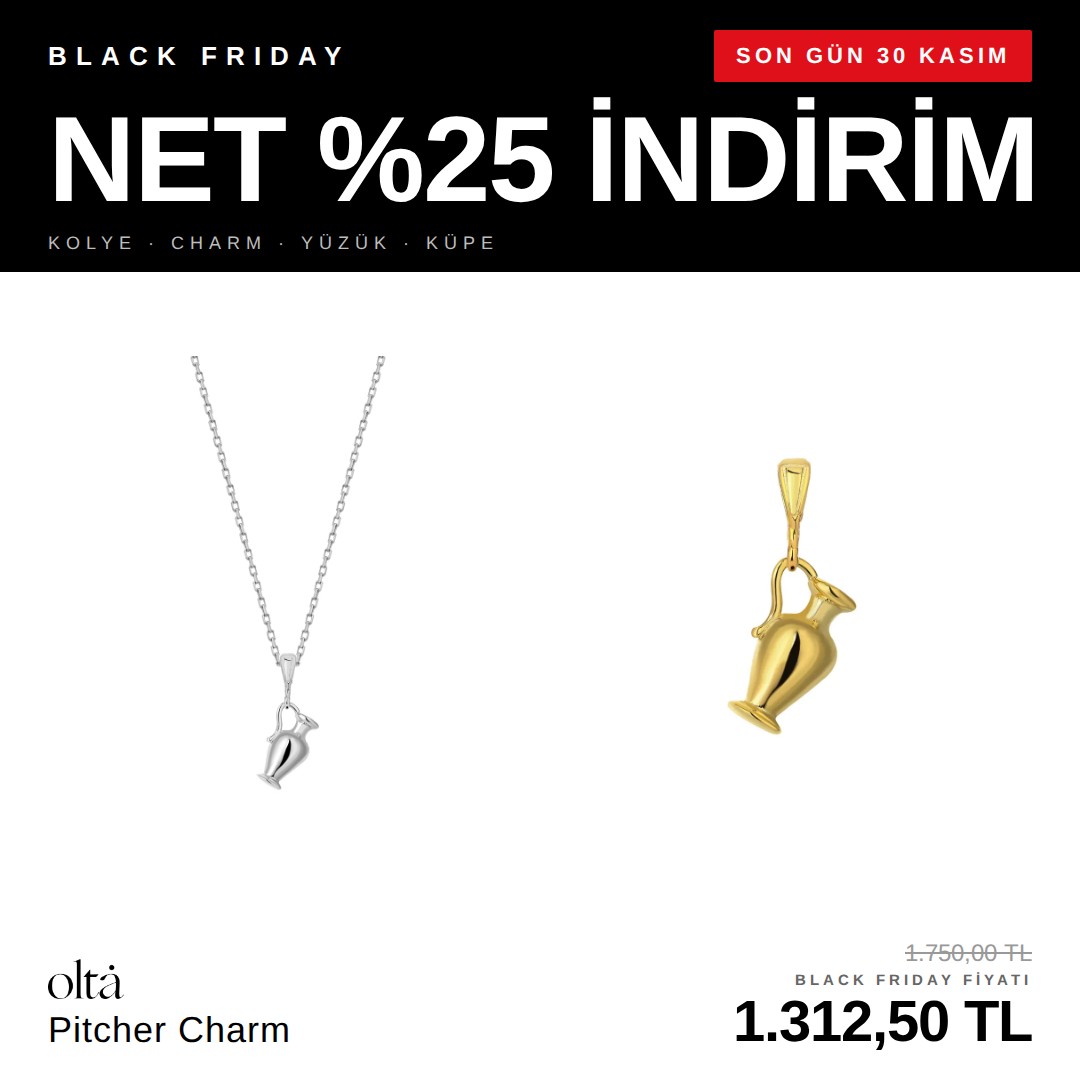 BLACK FRIDAY
SON GÜN 30 KASIM
NET %25 İNDİRİM
KOLYE · CHARM · YÜZÜK · KÜPE
1.750,00 TL
BLACK FRIDAY FİYATI
1.312,50 TL
oltȧ
Pitcher Charm